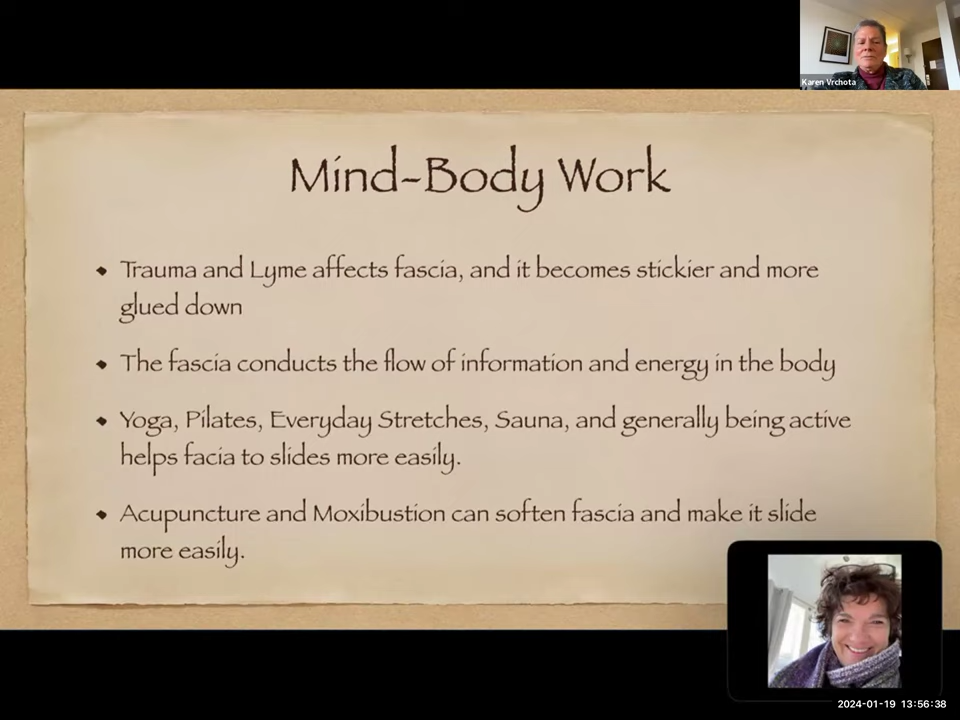 Karen Vrchota
Mind-Body Work
• Trauma and Lyme affects fascia, and it becomes stickier and more
glued down
• The fascia conducts the flow of information and energy in the body
• Yoga, Pilates, Everyday Stretches, Sauna, and generally being active
helps facia to slides more easily.
• Acupuncture and Moxibustion can soften fascia and make it slide
more easily.
2024-01-19 13:56:38